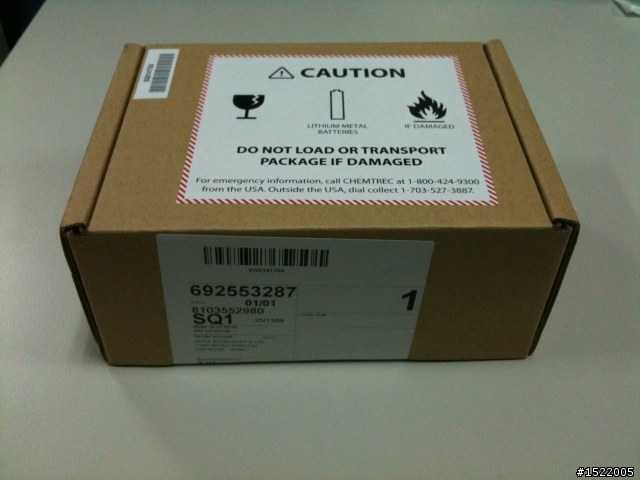 CAUTION
LITHIUM METAL
BATTERIES
IF DAMAGED
DO NOT LOAD OR TRANSPORT
PACKAGE IF DAMAGED
For emergency information, call CHEMTREC at 1-800-424-9300
from the USA. Outside the USA, dial collect 1-703-527-3887.
692553287
01/01
8103552980
SQ1
1
#1522005